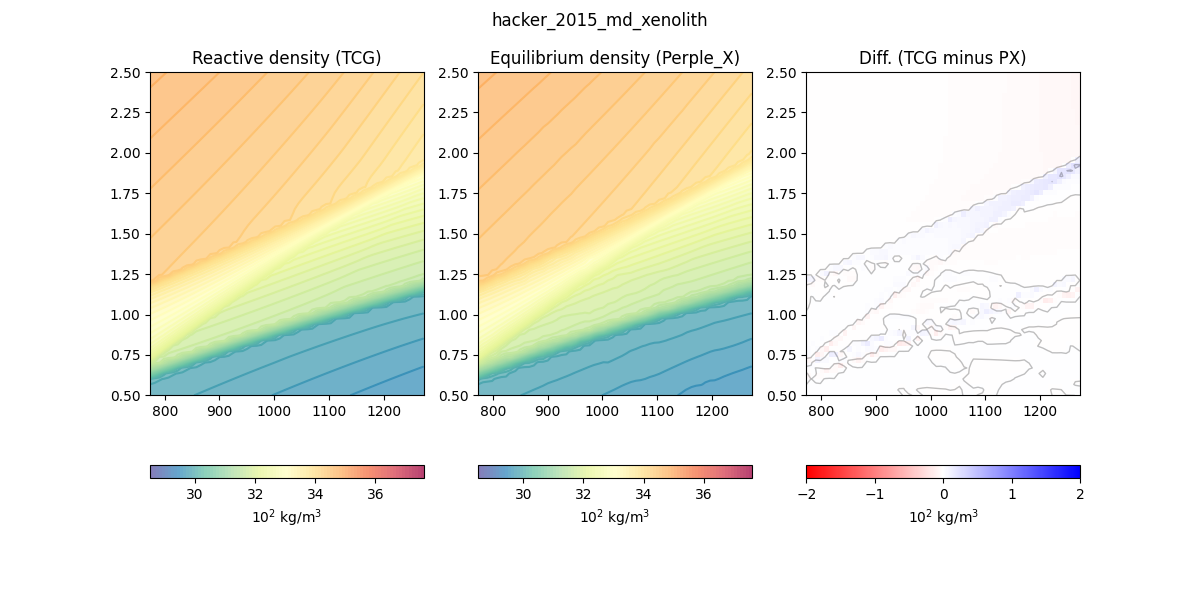 hacker_2015_md_xenolith
Reactive density (TCG)
Equilibrium density (Perple_X)
Diff. (TCG minus PX)
2.50
2.25
2.00
1.75
1.50
1.25
1.00
0.75
0.50
800 900 1000 1100 1200
2.50
2.25
2.00
1.75
1.50
1.25
1.00
0.75
0.50
800 900 1000 1100 1200
2.50
2.25
2.00
1.75
1.50
1.25
1.00
0.75
0.50
800 900 1000 1100 1200
30 32 34 36
10² kg/m³
30 32 34 36
10² kg/m³
−2 −1 0 1 2
10² kg/m³